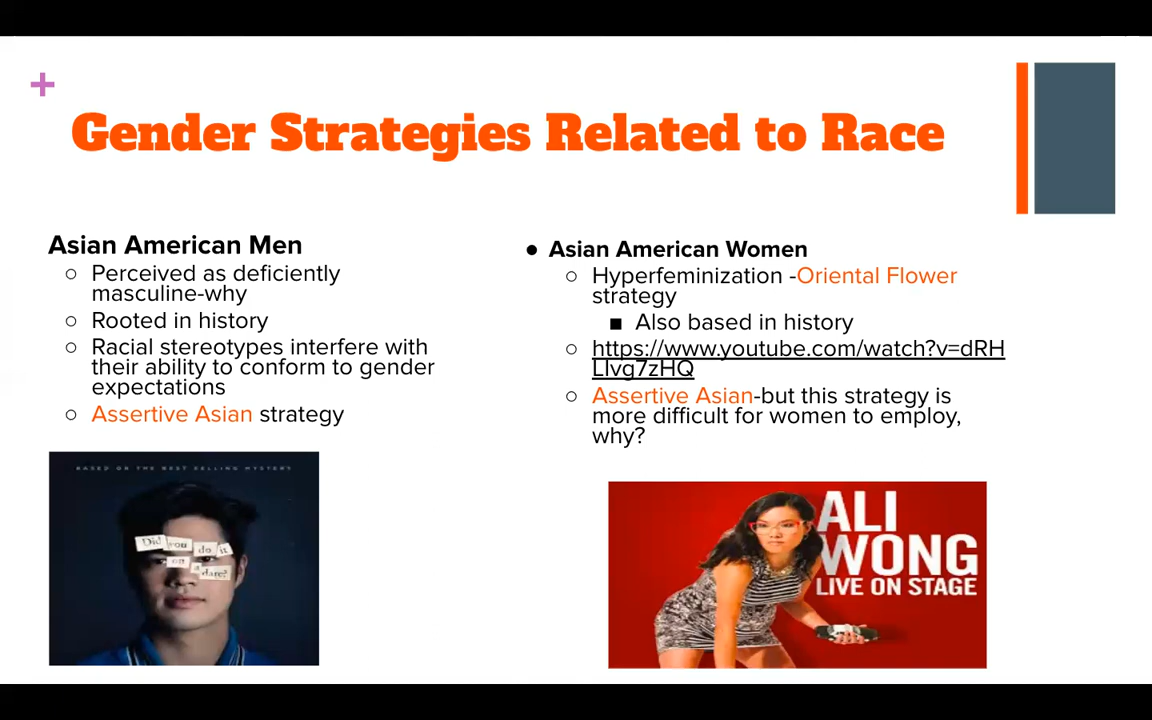 +
Gender Strategies Related to Race
Asian American Men
○ Perceived as deficiently
masculine-why
○ Rooted in history
○ Racial stereotypes interfere with
their ability to conform to gender
expectations
○ Assertive Asian strategy
● Asian American Women
○ Hyperfeminization -Oriental Flower
strategy
■ Also based in history
○ https://www.youtube.com/watch?v=dRH
LIvg7zHQ
○ Assertive Asian-but this strategy is
more difficult for women to employ,
why?
BASED ON THE BEST SELLING MYSTERY
Did you do it
on a dare?
ALI
WONG
LIVE ON STAGE